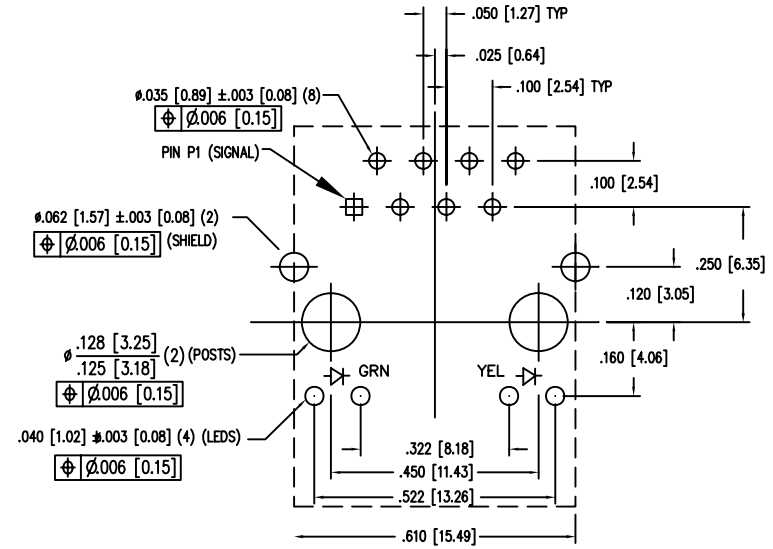 .050 [1.27] TYP
.025 [0.64]
.100 [2.54] TYP
ø.035 [0.89] ±.003 [0.08] (8)
⌖ Ø.006 [0.15]
PIN P1 (SIGNAL)
.100 [2.54]
ø.062 [1.57] ±.003 [0.08] (2)
⌖ Ø.006 [0.15] (SHIELD)
.250 [6.35]
.120 [3.05]
ø .128 [3.25]
.125 [3.18] (2) (POSTS)
⌖ Ø.006 [0.15]
.160 [4.06]
GRN
YEL
.040 [1.02] ±.003 [0.08] (4) (LEDS)
⌖ Ø.006 [0.15]
.322 [8.18]
.450 [11.43]
.522 [13.26]
.610 [15.49]